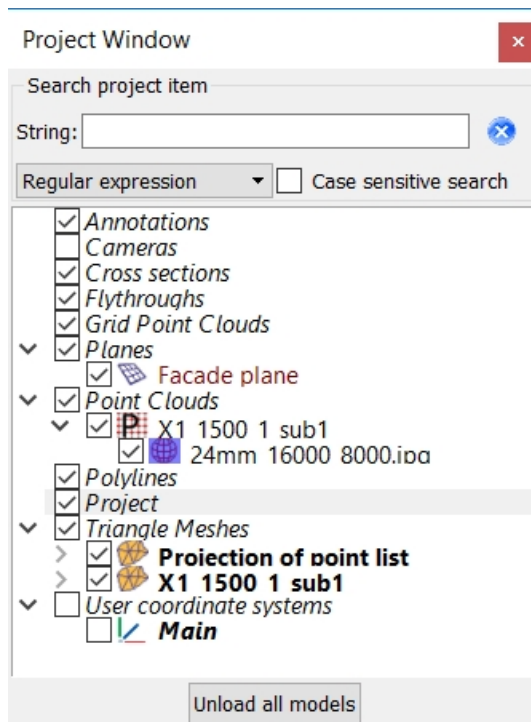 Project Window
Search project item
String:
Regular expression Case sensitive search
Annotations
Cameras
Cross sections
Flythroughs
Grid Point Clouds
Planes
Facade plane
Point Clouds
P X1 1500 1 sub1
24mm 16000 8000.jpg
Polylines
Project
Triangle Meshes
Projection of point list
X1 1500 1 sub1
User coordinate systems
Main
Unload all models